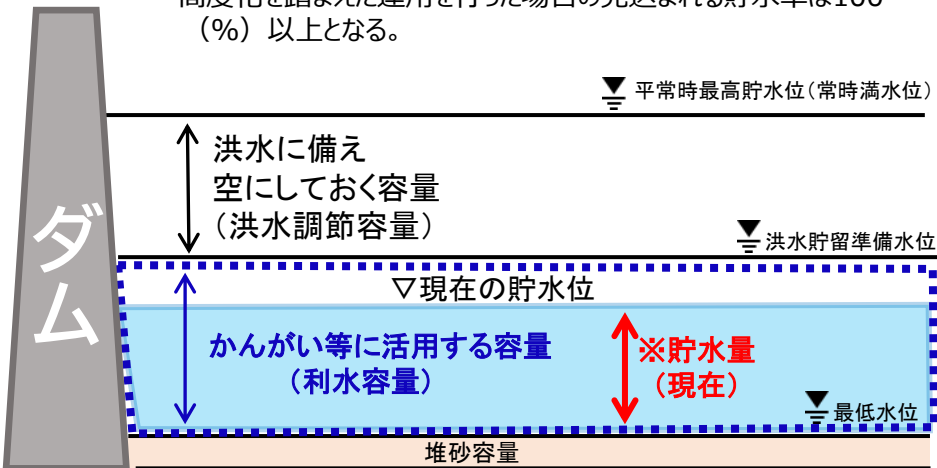 （%）以上となる。
平常時最高貯水位（常時満水位）
洪水に備え
空にしておく容量
（洪水調節容量）
洪水貯留準備水位
ダム
▽現在の貯水位
かんがい等に活用する容量
（利水容量）
※貯水量
（現在）
最低水位
堆砂容量